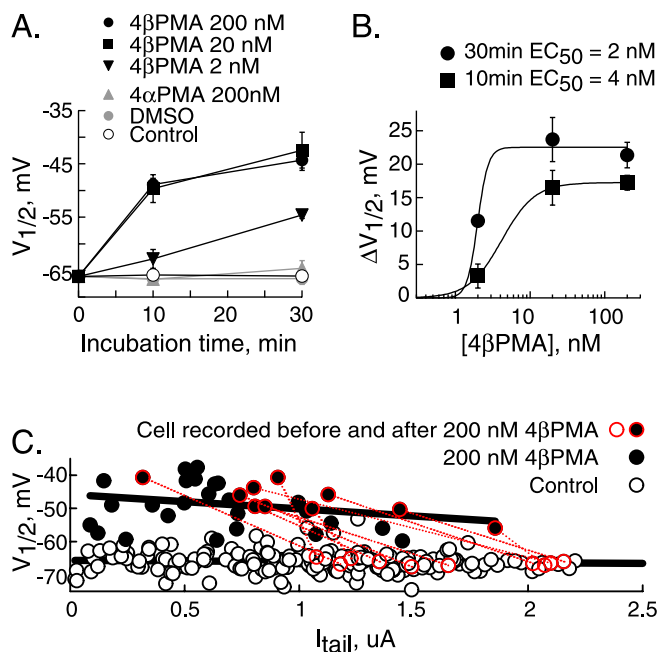 A.
4βPMA 200 nM
4βPMA 20 nM
4βPMA 2 nM
4αPMA 200nM
DMSO
Control
-35
-45
-55
-65
V1/2, mV
0 10 20 30
Incubation time, min
B.
30min EC50 = 2 nM
10min EC50 = 4 nM
25
20
15
10
5
0
ΔV1/2, mV
1 10 100
[4βPMA], nM
C.
Cell recorded before and after 200 nM 4βPMA
200 nM 4βPMA
Control
-40
-50
-60
-70
V1/2, mV
0 0.5 1 1.5 2 2.5
Itail, uA